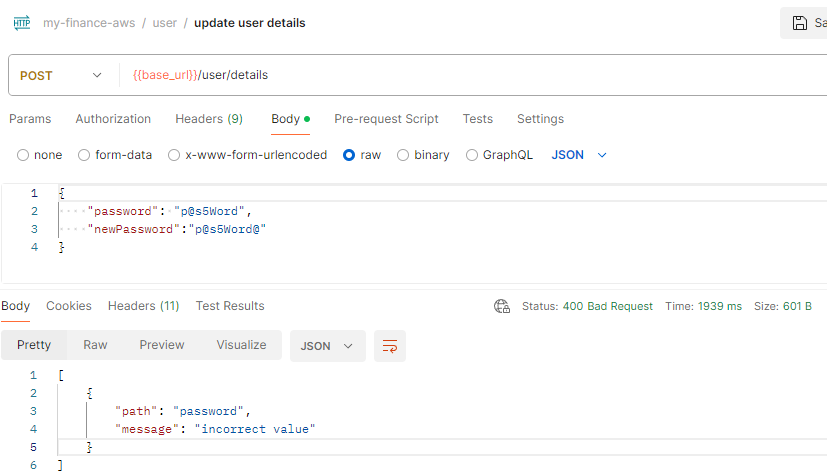 HTTP my-finance-aws / user / update user details Sa
POST {{base_url}}/user/details
Params Authorization Headers (9) Body Pre-request Script Tests Settings
none form-data x-www-form-urlencoded raw binary GraphQL JSON
1 {
2 "password": "p@s5Word",
3 "newPassword":"p@s5Word@"
4 }
Body Cookies Headers (11) Test Results Status: 400 Bad Request Time: 1939 ms Size: 601 B
Pretty Raw Preview Visualize JSON
1 [
2 {
3 "path": "password",
4 "message": "incorrect value"
5 }
6 ]